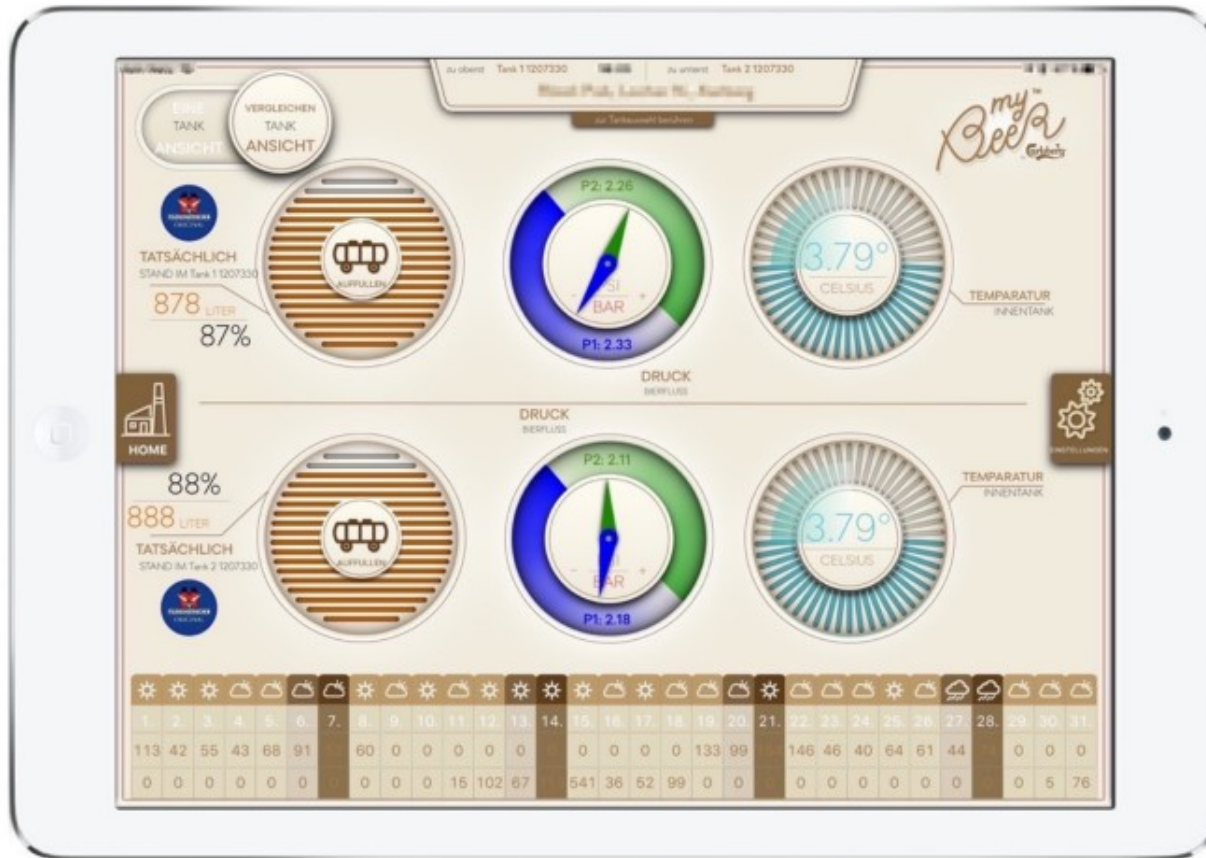 zu oberst Tank 1 1207330 zu unterst Tank 2 1207330
zur Tankauswahl berühren
EINE
TANK
ANSICHT
VERGLEICHEN
TANK
ANSICHT
my™
BeeR
Carlsberg
ORIGINAL
TATSÄCHLICH
STAND IM Tank 1 1207330
878 LITER
87%
AUFFÜLLEN
P2: 2.26
BAR
- +
P1: 2.33
DRUCK
BIERFLUSS
3.79°
CELSIUS
TEMPARATUR
INNENTANK
HOME
EINSTELLUNGEN
DRUCK
BIERFLUSS
88%
888 LITER
TATSÄCHLICH
STAND IM Tank 2 1207330
ORIGINAL
AUFFÜLLEN
P2: 2.11
BAR
- +
P1: 2.18
3.79°
CELSIUS
TEMPARATUR
INNENTANK
1. 2. 3. 4. 5. 6. 7. 8. 9. 10. 11. 12. 13. 14. 15. 16. 17. 18. 19. 20. 21. 22. 23. 24. 25. 26. 27. 28. 29. 30. 31.
113 42 55 43 68 91 60 0 0 0 0 0 0 0 0 0 133 99 146 46 40 64 61 44 0 0 0
0 0 0 0 0 0 0 0 0 0 15 102 67 541 36 52 99 0 0 0 0 0 0 0 0 0 0 0 5 76